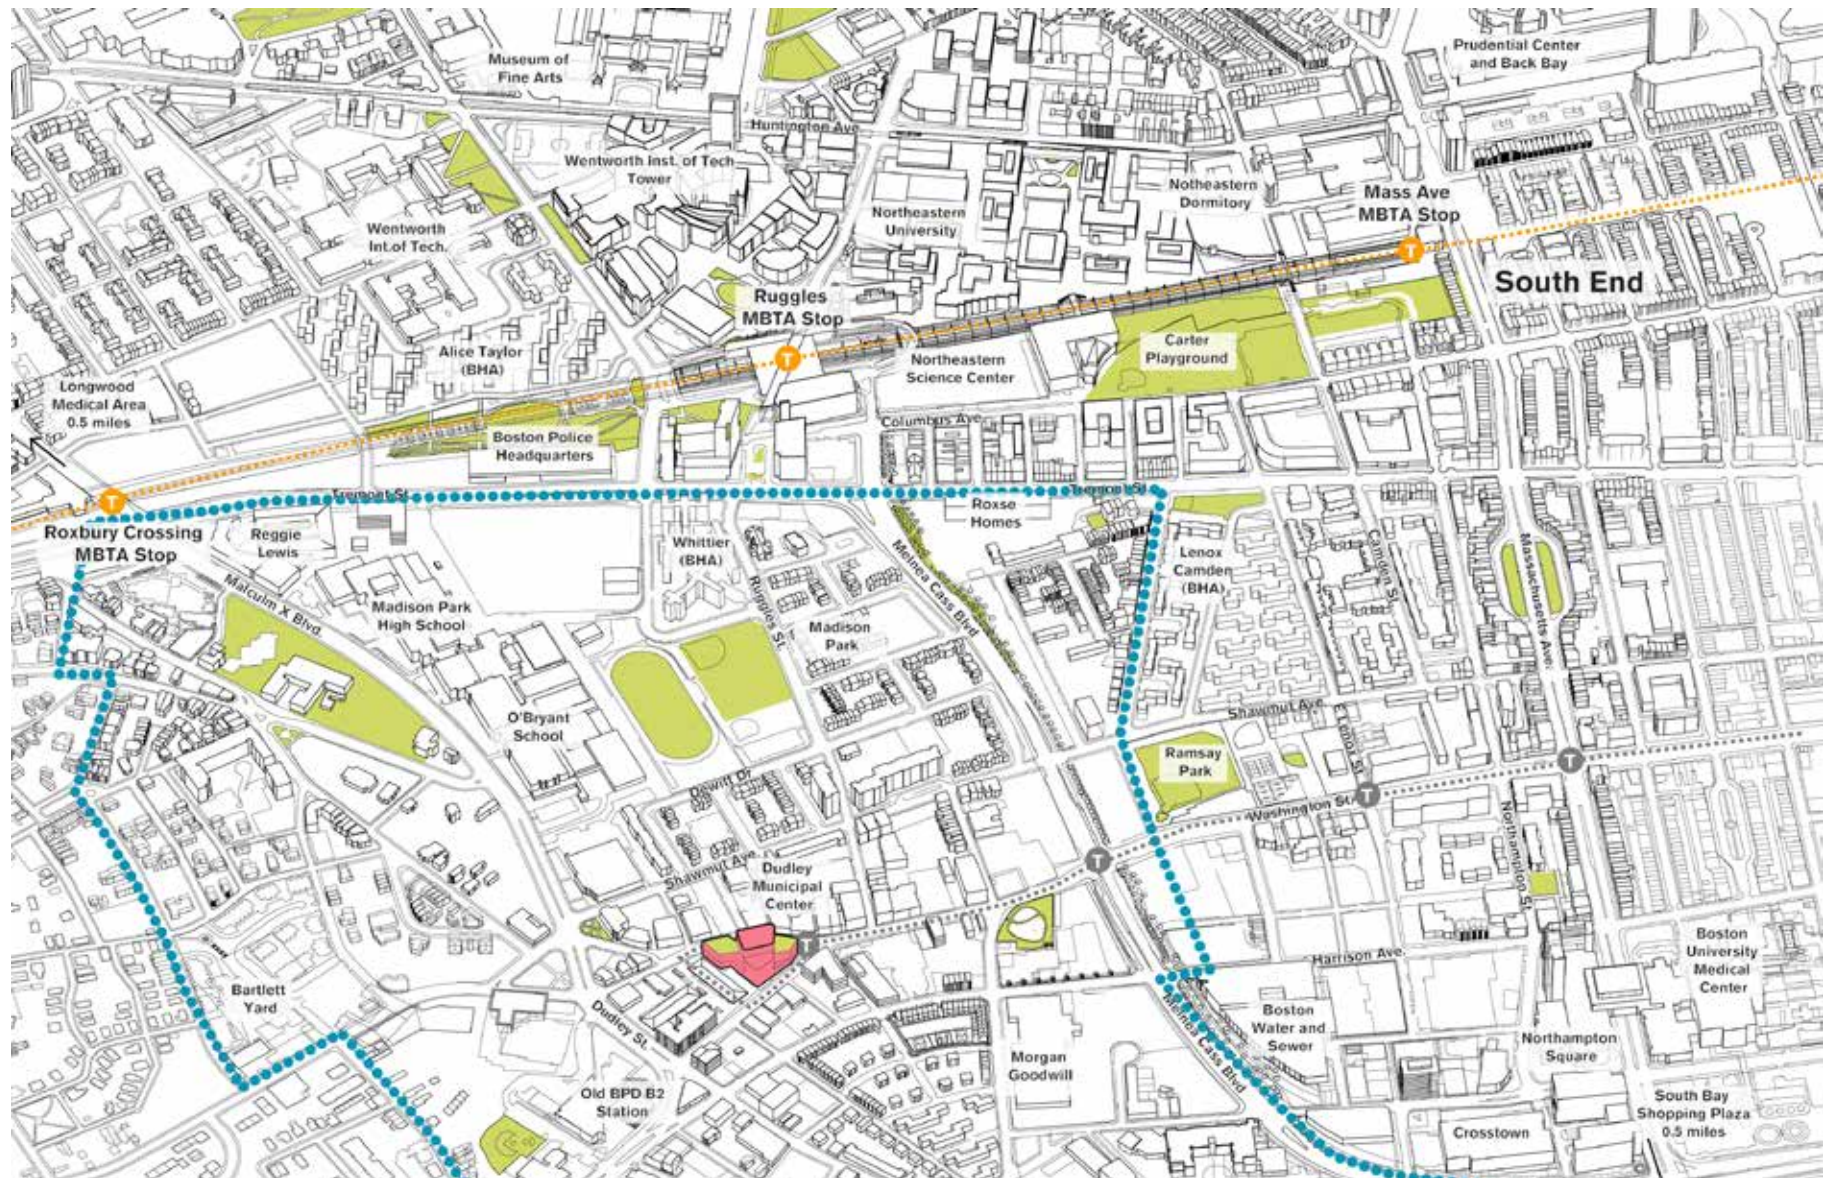 Museum of
Fine Arts
Prudential Center
and Back Bay
Huntington Ave.
Wentworth Inst. of Tech
Tower
Notheastern
Dormitory
Mass Ave
MBTA Stop
Wentworth
Int.of Tech.
Northeastern
University
South End
Ruggles
MBTA Stop
Alice Taylor
(BHA)
Northeastern
Science Center
Carter
Playground
Longwood
Medical Area
0.5 miles
Columbus Ave
Boston Police
Headquarters
T
T
T
Tremont St.
Tremont St.
Roxbury Crossing
MBTA Stop
Reggie
Lewis
Whittier
(BHA)
Roxse
Homes
Lenox
Camden
(BHA)
Camden St.
Massachusetts Ave.
Malculm X Blvd.
Madison Park
High School
Ruggles St.
Madison
Park
Melnea Cass Blvd
O'Bryant
School
Shawmut Ave.
E Lenox St.
Ramsay
Park
Dewitt Dr
Washington St.
T
T
T
T
Northampton St.
Shawmut Ave.
Dudley
Municipal
Center
Harrison Ave.
Boston
University
Medical
Center
Bartlett
Yard
Dudley St.
Melnea Cass Blvd
Boston
Water and
Sewer
Morgan
Goodwill
Northampton
Square
Old BPD B2
Station
South Bay
Shopping Plaza
0.5 miles
Crosstown